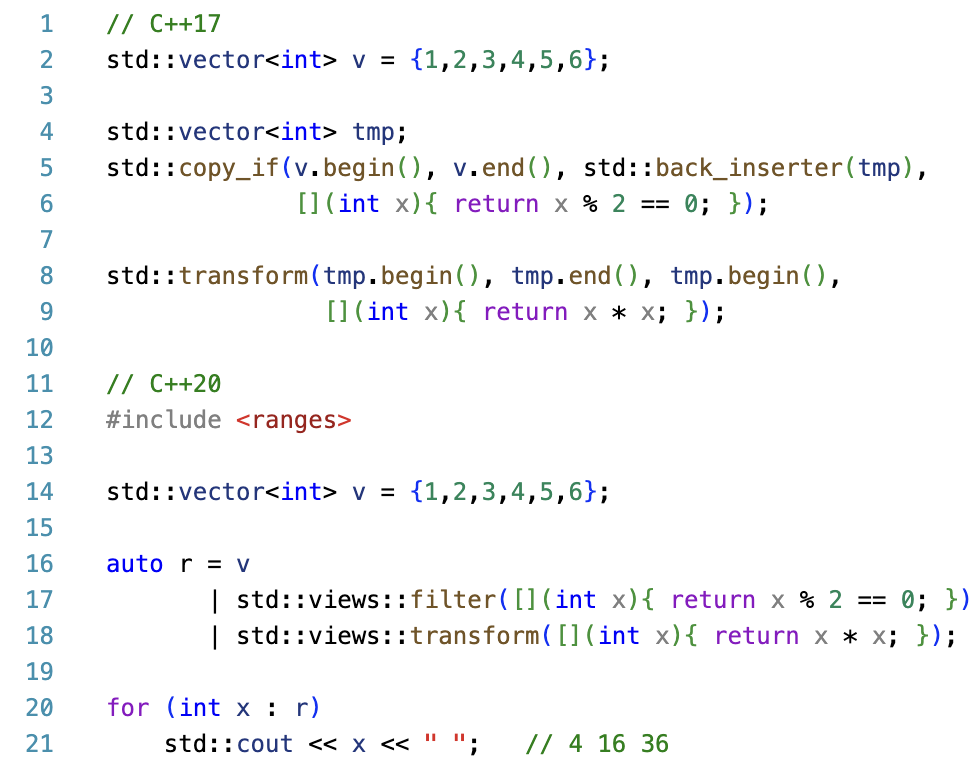 1 // C++17
2 std::vector<int> v = {1,2,3,4,5,6};
3
4 std::vector<int> tmp;
5 std::copy_if(v.begin(), v.end(), std::back_inserter(tmp),
6              [](int x){ return x % 2 == 0; });
7
8 std::transform(tmp.begin(), tmp.end(), tmp.begin(),
9                [](int x){ return x * x; });
10
11 // C++20
12 #include <ranges>
13
14 std::vector<int> v = {1,2,3,4,5,6};
15
16 auto r = v
17        | std::views::filter([](int x){ return x % 2 == 0; })
18        | std::views::transform([](int x){ return x * x; });
19
20 for (int x : r)
21     std::cout << x << " ";   // 4 16 36